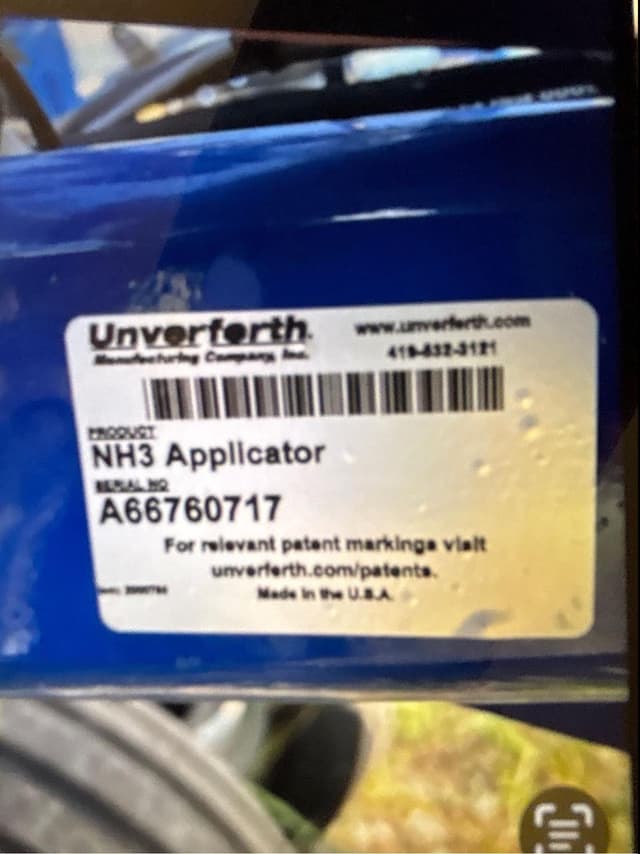 Unverferth
www.unverferth.com
Manufacturing Company, Inc.
419-532-3121
PRODUCT
NH3 Applicator
SERIAL NO
A66760717
For relevant patent markings visit
unverferth.com/patents.
Made in the U.S.A.